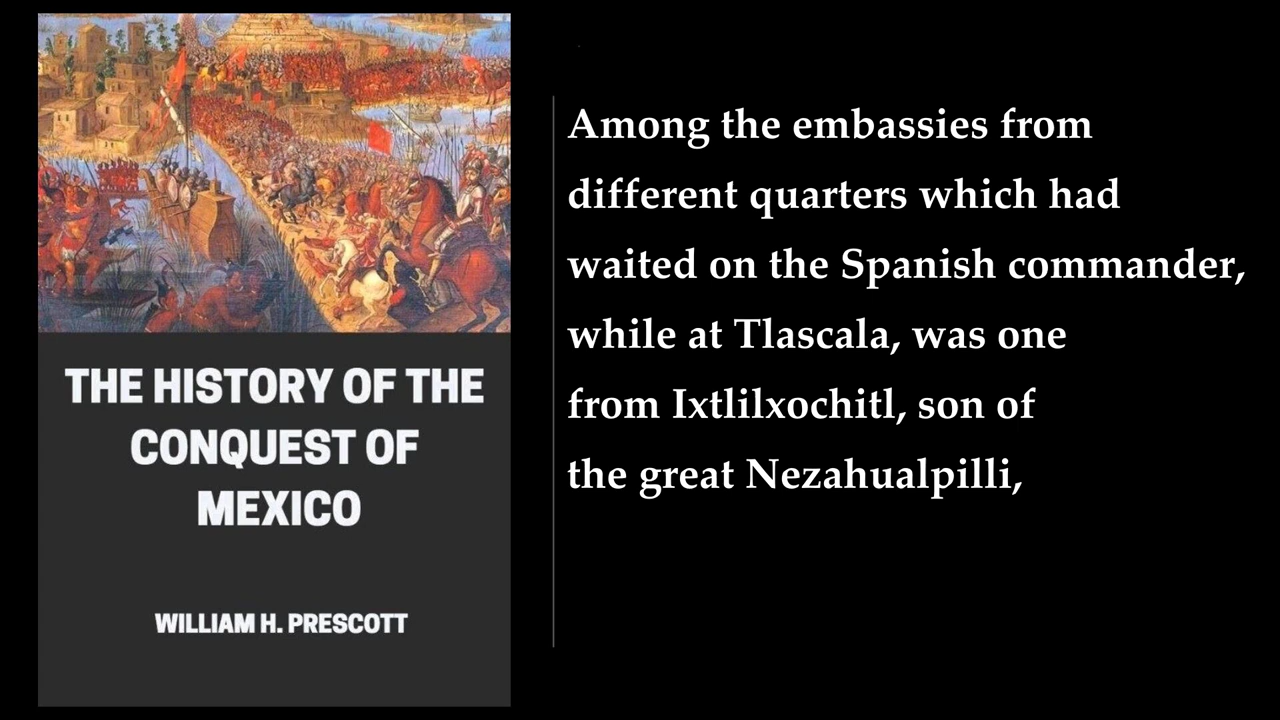 THE HISTORY OF THE
CONQUEST OF
MEXICO
WILLIAM H. PRESCOTT
Among the embassies from
different quarters which had
waited on the Spanish commander,
while at Tlascala, was one
from Ixtlilxochitl, son of
the great Nezahualpilli,